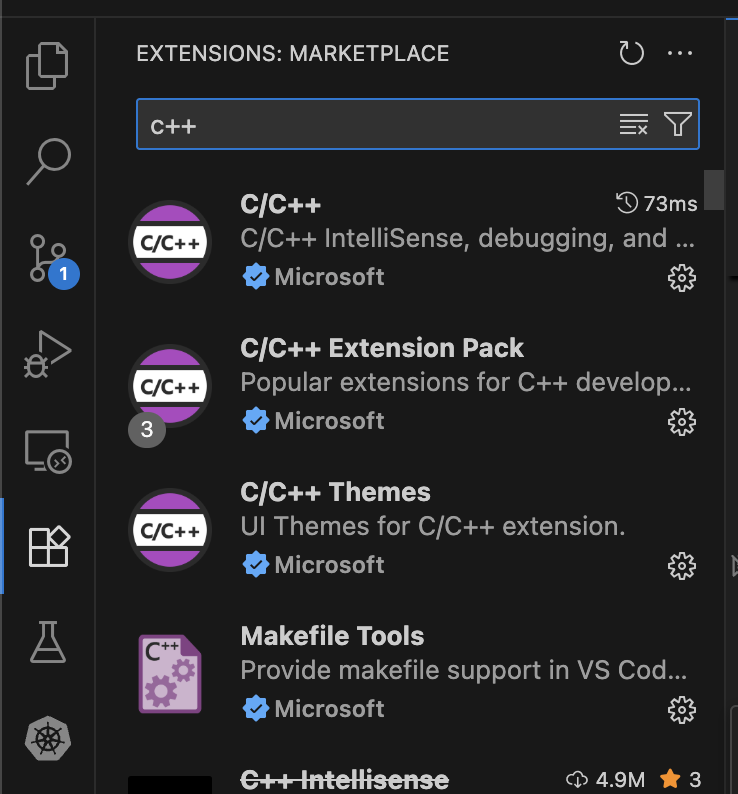 EXTENSIONS: MARKETPLACE
c++
C/C++
C/C++
73ms
C/C++ IntelliSense, debugging, and ...
Microsoft
1
C/C++
C/C++ Extension Pack
Popular extensions for C++ develop...
3
Microsoft
C/C++
C/C++ Themes
UI Themes for C/C++ extension.
Microsoft
C++
Makefile Tools
Provide makefile support in VS Cod...
Microsoft
C++ Intellisense
4.9M
3